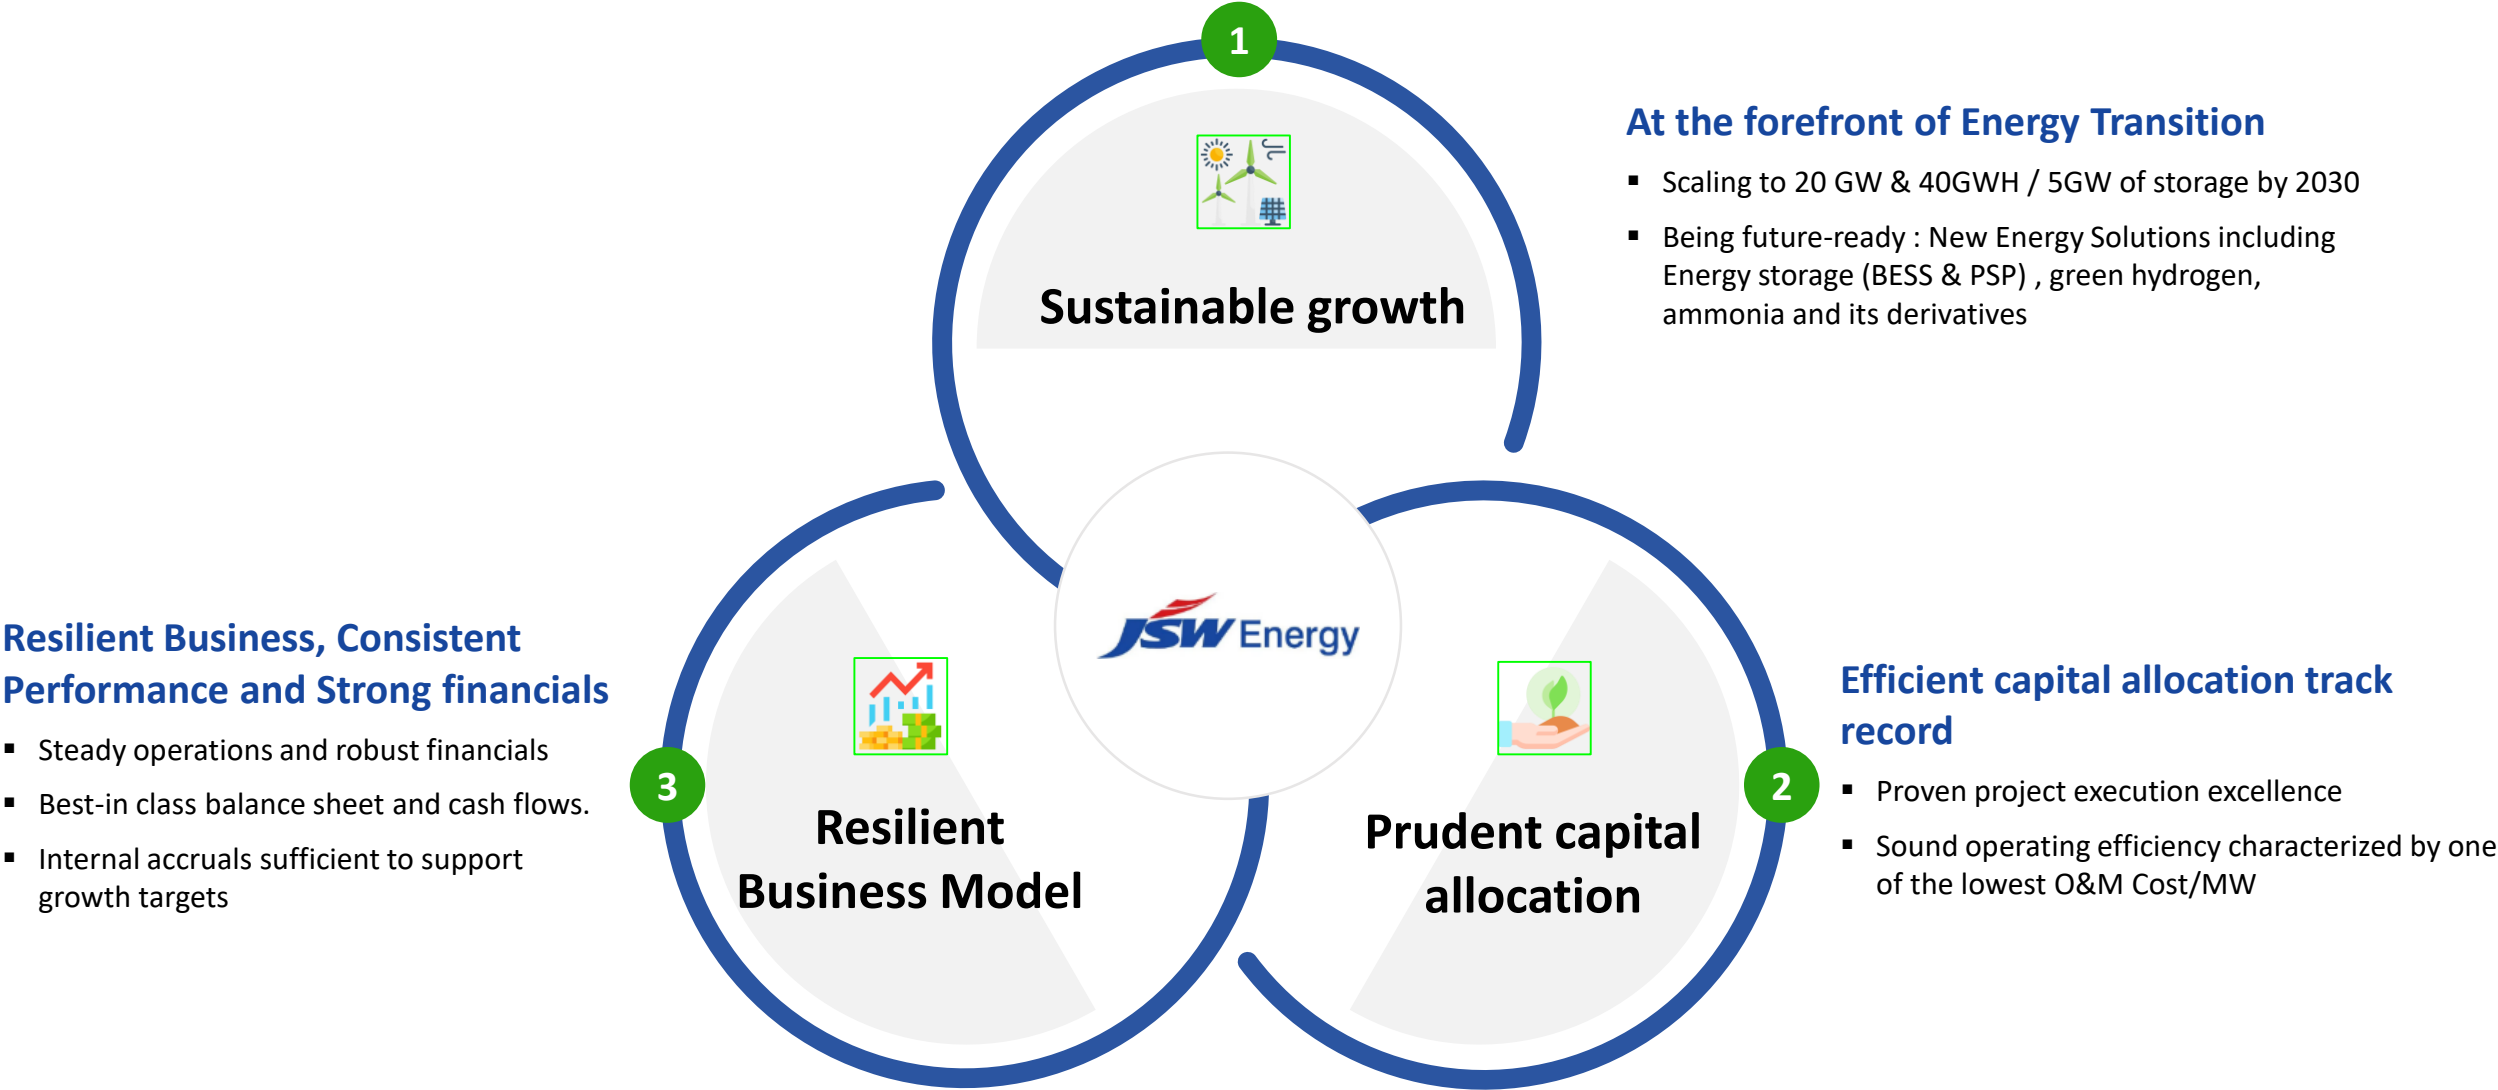 1
Sustainable growth
At the forefront of Energy Transition
▪ Scaling to 20 GW & 40GWH / 5GW of storage by 2030
▪ Being future-ready : New Energy Solutions including
Energy storage (BESS & PSP) , green hydrogen,
ammonia and its derivatives
JSW Energy
2
Prudent capital
allocation
Efficient capital allocation track
record
▪ Proven project execution excellence
▪ Sound operating efficiency characterized by one
of the lowest O&M Cost/MW
3
Resilient
Business Model
Resilient Business, Consistent
Performance and Strong financials
▪ Steady operations and robust financials
▪ Best-in class balance sheet and cash flows.
▪ Internal accruals sufficient to support
growth targets